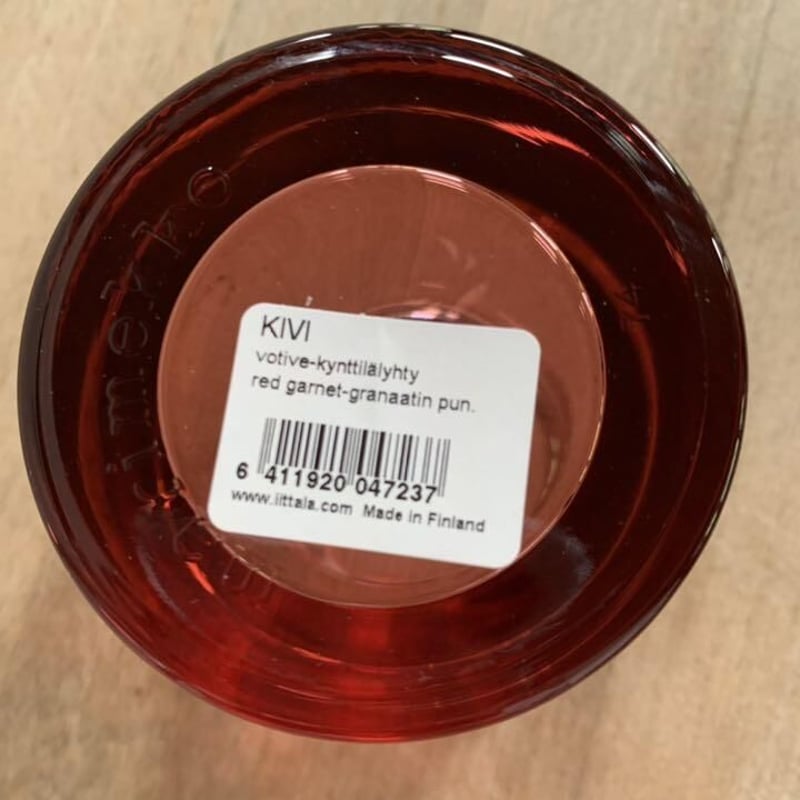 KIVI
votive-kynttilälyhty
red garnet-granaatin pun.
6 411920 047237
www.iittala.com Made in Finland